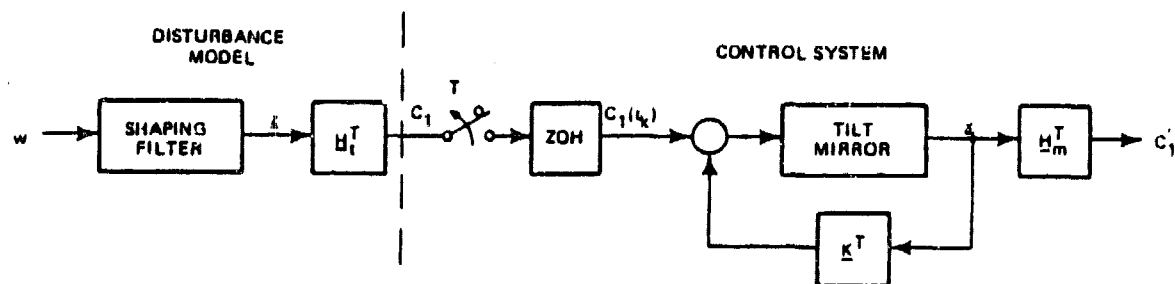 DISTURBANCE
MODEL
CONTROL SYSTEM
w
SHAPING
FILTER
H_t^T
C_1
T
ZOH
C_1(t_k)
TILT
MIRROR
H_m^T
C_1'
K^T